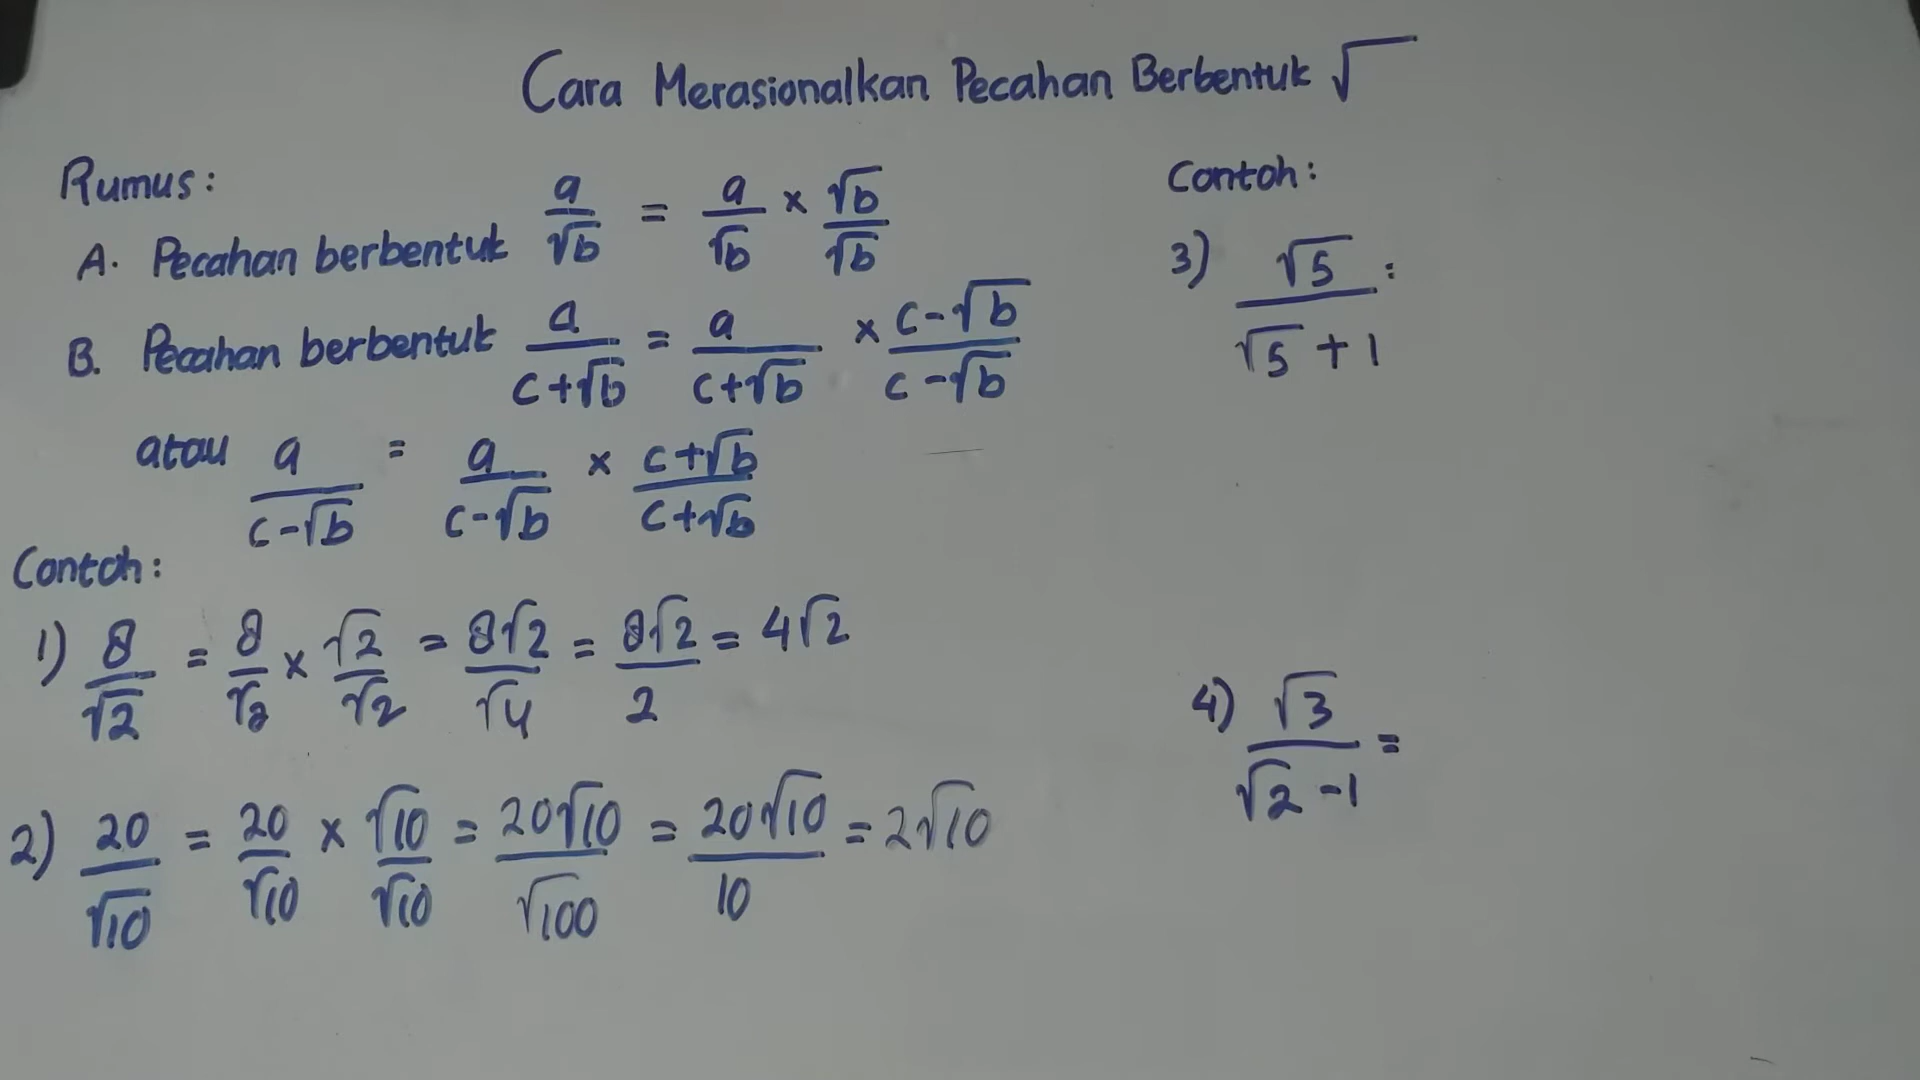 Cara Merasionalkan Pecahan Berbentuk √
Rumus:
A. Pecahan berbentuk a/√b = a/√b × √b/√b
B. Pecahan berbentuk a/(c+√b) = a/(c+√b) × (c-√b)/(c-√b)
atau a/(c-√b) = a/(c-√b) × (c+√b)/(c+√b)
Contoh:
1) 8/√2 = 8/√2 × √2/√2 = 8√2/√4 = 8√2/2 = 4√2
2) 20/√10 = 20/√10 × √10/√10 = 20√10/√100 = 20√10/10 = 2√10
Contoh:
3) √5/(√5+1) =
4) √3/(√2-1) =